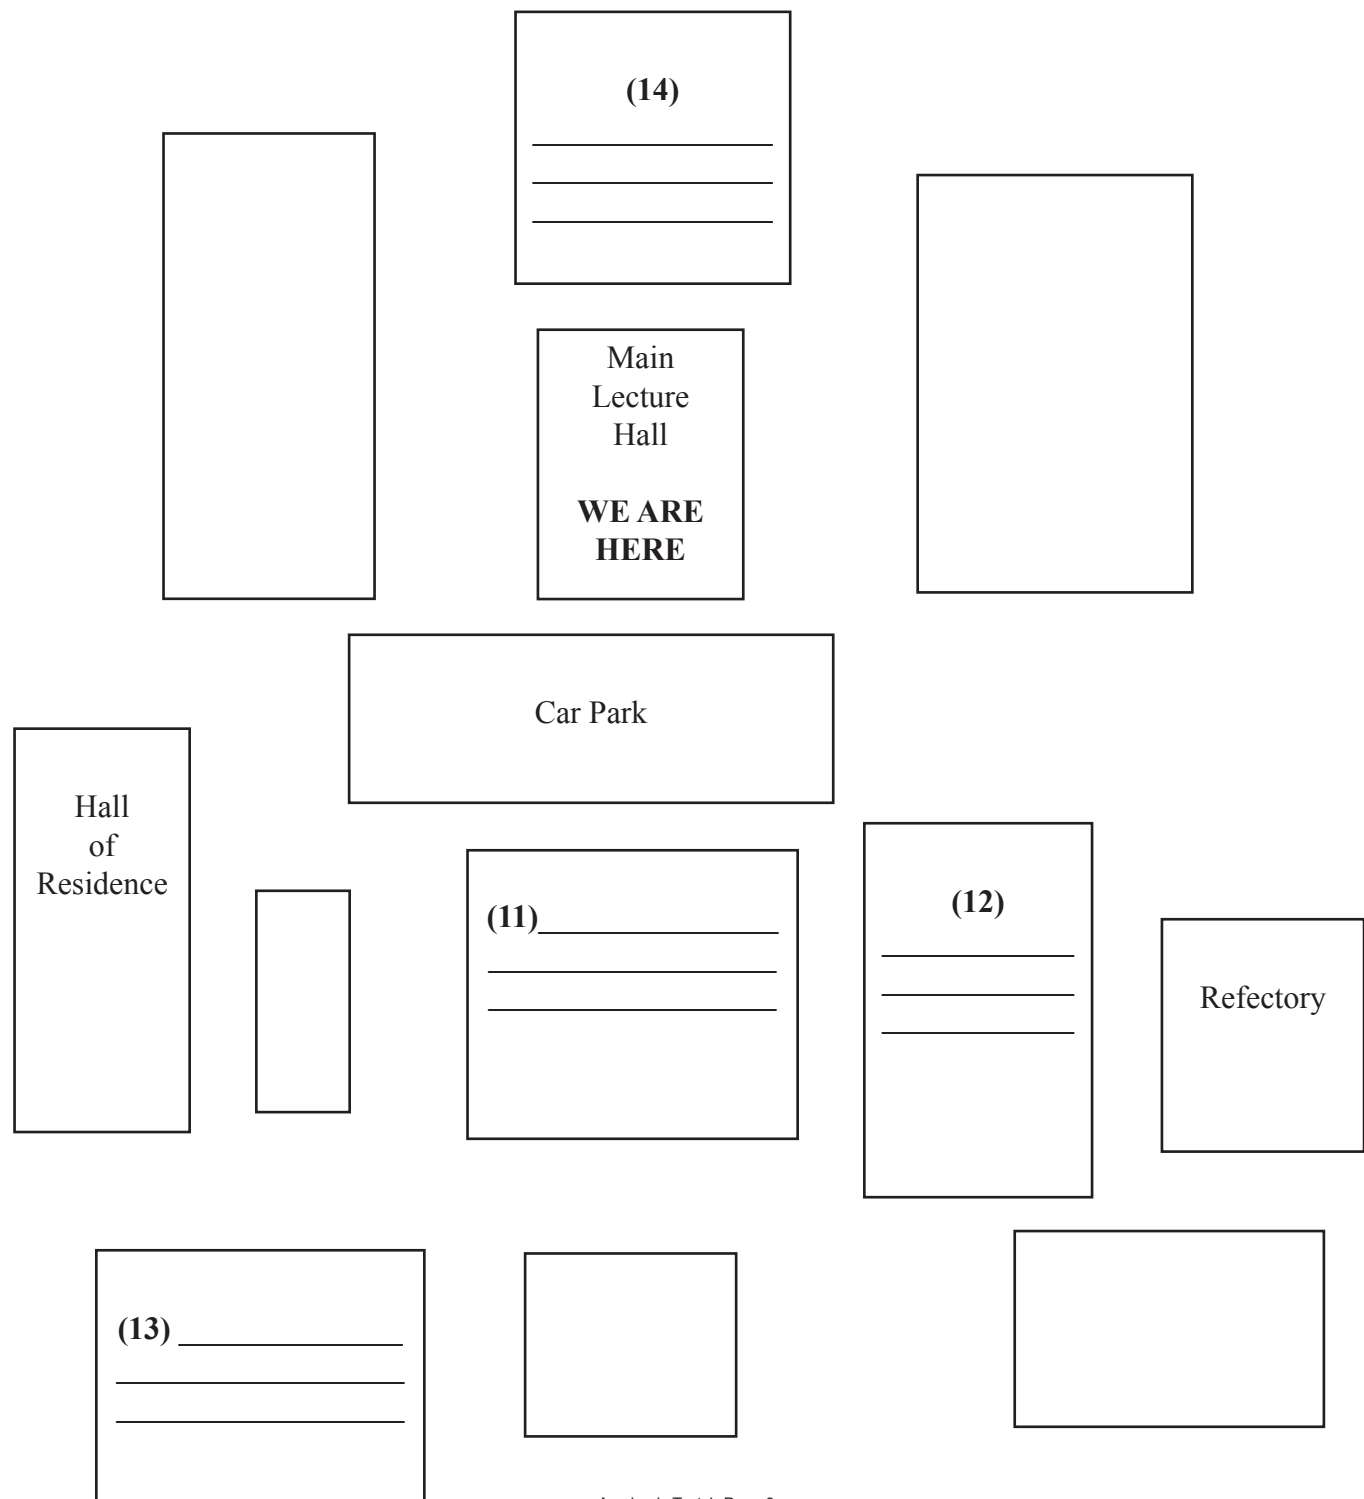 (14)
Main
Lecture
Hall
WE ARE
HERE
Car Park
Hall
of
Residence
(11)
(12)
Refectory
(13)